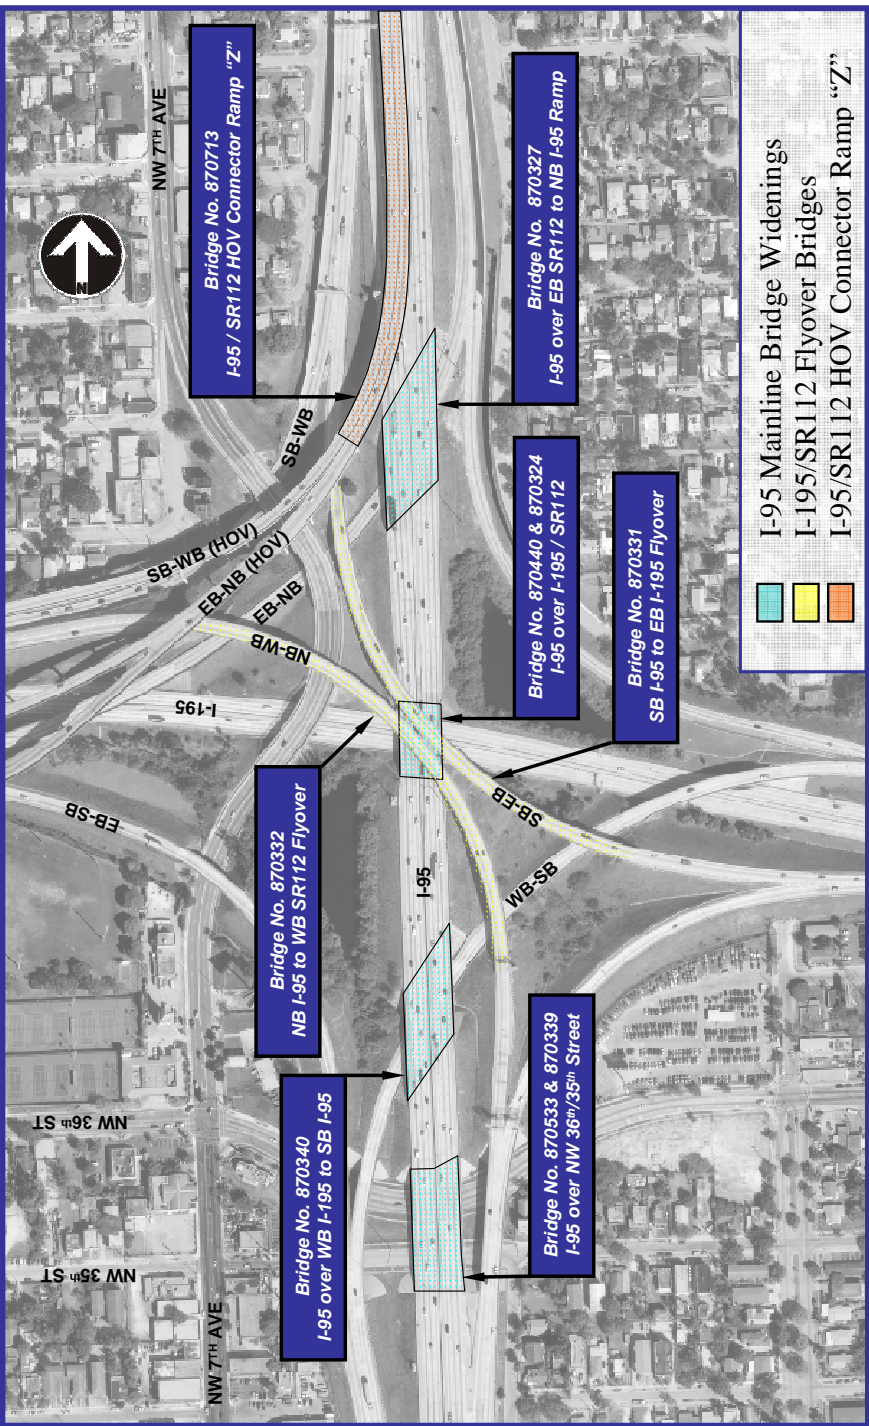 NW 7TH AVE
Bridge No. 870713
I-95 / SR112 HOV Connector Ramp “Z”
N
Bridge No. 870327
I-95 over EB SR112 to NB I-95 Ramp
SB-WB
SB-WB (HOV)
EB-NB (HOV)
EB-NB
NB-WB
I-195
EB-SB
Bridge No. 870440 & 870324
I-95 over I-195 / SR112
Bridge No. 870331
SB I-95 to EB I-195 Flyover
Bridge No. 870332
NB I-95 to WB SR112 Flyover
SB-EB
WB-SB
I-95
Bridge No. 870340
I-95 over WB I-195 to SB I-95
Bridge No. 870533 & 870339
I-95 over NW 36th/35th Street
NW 36th ST
NW 35th ST
NW 7TH AVE
I-95 Mainline Bridge Widenings
I-195/SR112 Flyover Bridges
I-95/SR112 HOV Connector Ramp “Z”